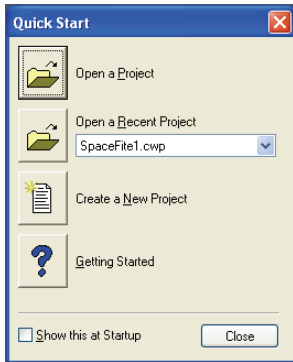 Quick Start
Open a Project
Open a Recent Project
SpaceFite1.cwp
Create a New Project
Getting Started
Show this at Startup
Close